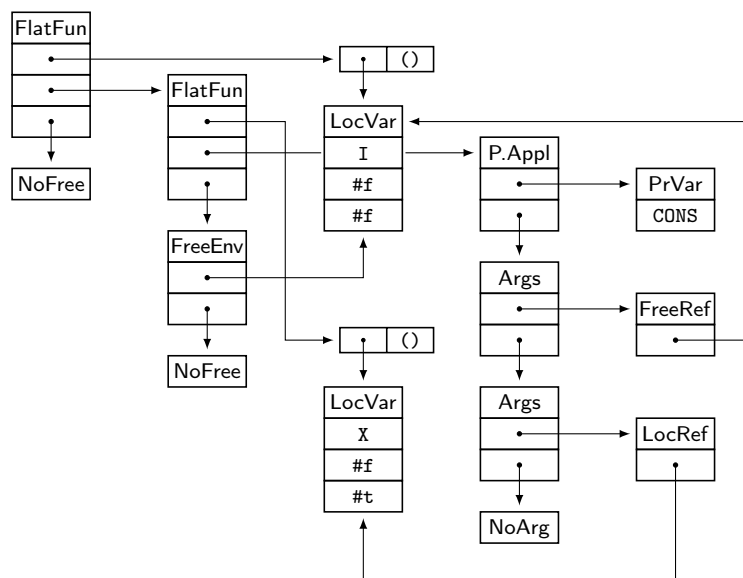 FlatFun
()
FlatFun
LocVar
I
P.Appl
NoFree
#f
PrVar
#f
CONS
FreeEnv
Args
FreeRef
()
NoFree
LocVar
Args
X
LocRef
#f
#t
NoArg